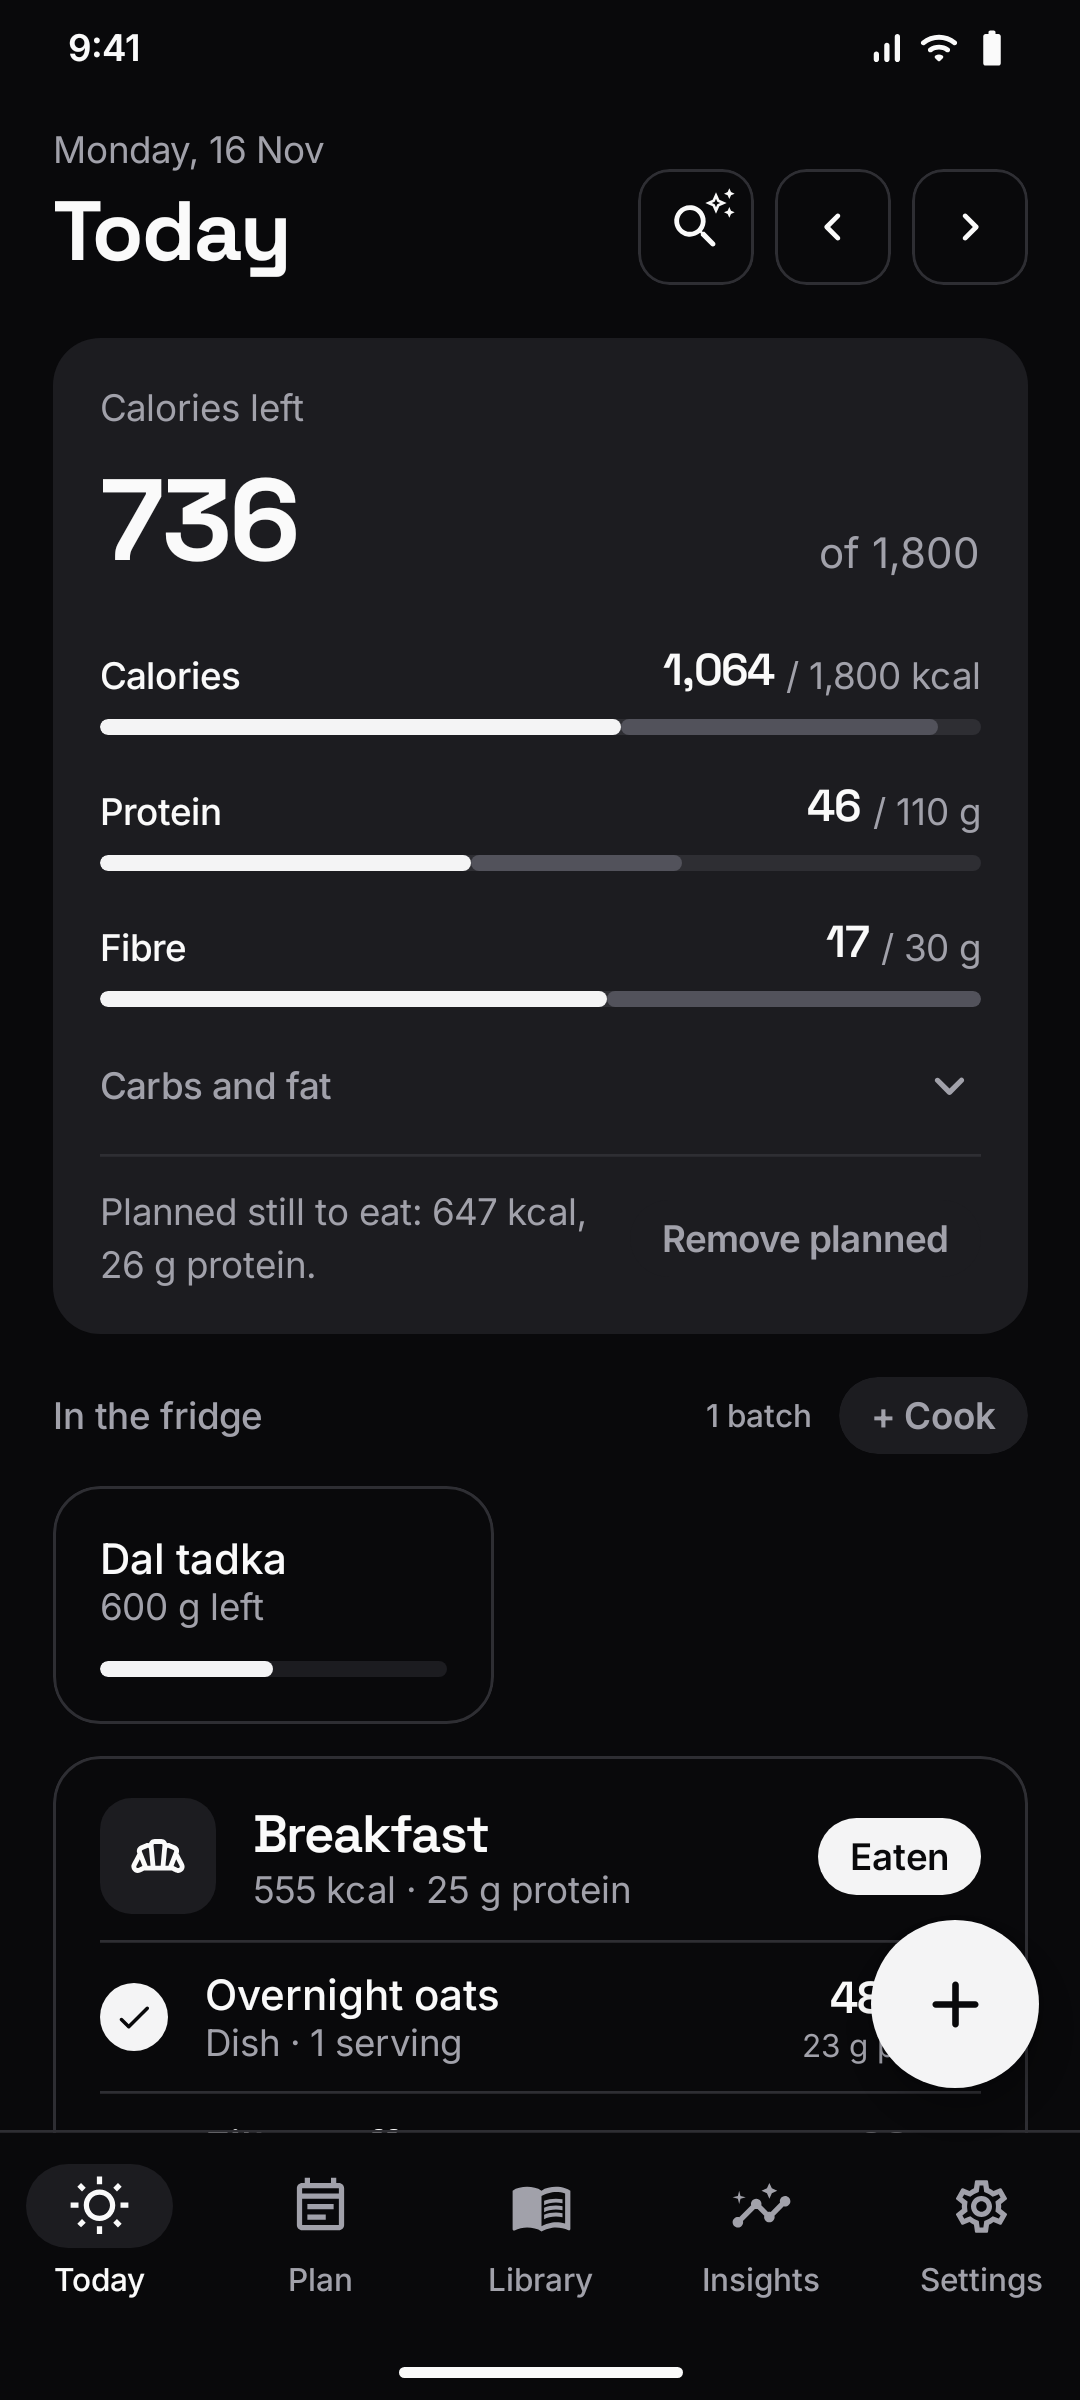 9:41
Monday, 16 Nov
Today
Calories left
736
of 1,800
Calories
1,064 / 1,800 kcal
Protein
46 / 110 g
Fibre
17 / 30 g
Carbs and fat
Planned still to eat: 647 kcal,
26 g protein.
Remove planned
In the fridge
1 batch
+ Cook
Dal tadka
600 g left
Breakfast
555 kcal · 25 g protein
Eaten
Overnight oats
Dish · 1 serving
23 g
Today
Plan
Library
Insights
Settings